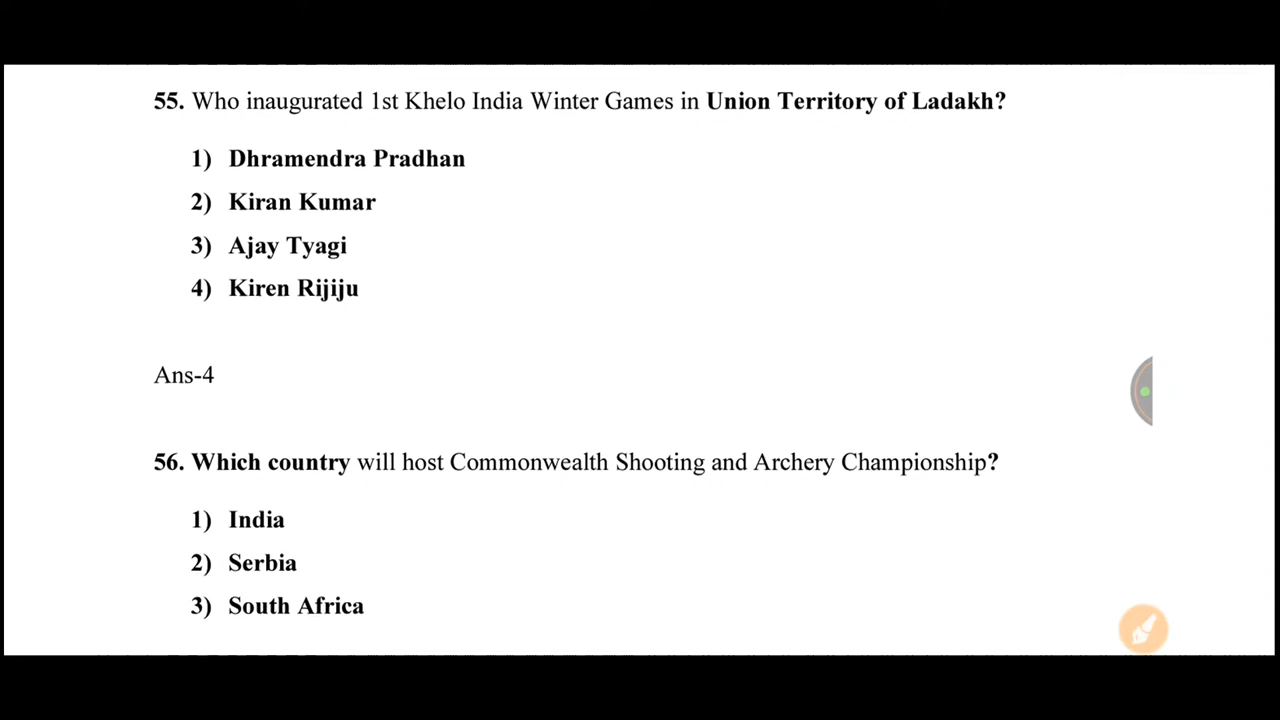 55. Who inaugurated 1st Khelo India Winter Games in Union Territory of Ladakh?
1) Dhramendra Pradhan
2) Kiran Kumar
3) Ajay Tyagi
4) Kiren Rijiju
Ans-4
56. Which country will host Commonwealth Shooting and Archery Championship?
1) India
2) Serbia
3) South Africa